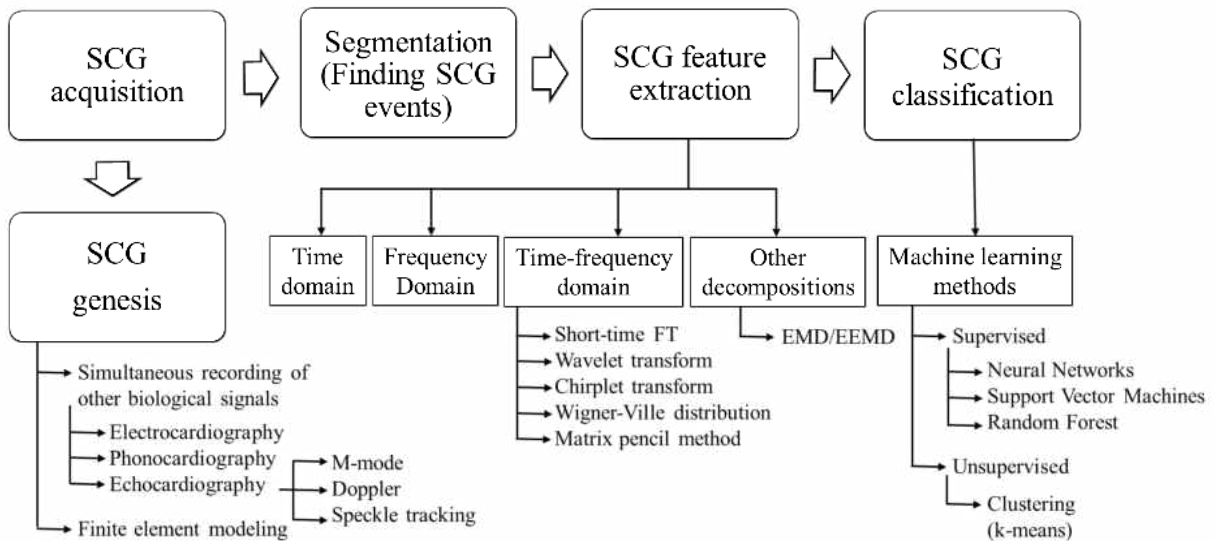 SCG
acquisition
Segmentation
(Finding SCG
events)
SCG feature
extraction
SCG
classification
SCG
genesis
Simultaneous recording of
other biological signals
Electrocardiography
Phonocardiography
Echocardiography
M-mode
Doppler
Speckle tracking
Finite element modeling
Time
domain
Frequency
Domain
Time-frequency
domain
Short-time FT
Wavelet transform
Chirplet transform
Wigner-Ville distribution
Matrix pencil method
Other
decompositions
EMD/EEMD
Machine learning
methods
Supervised
Neural Networks
Support Vector Machines
Random Forest
Unsupervised
Clustering
(k-means)